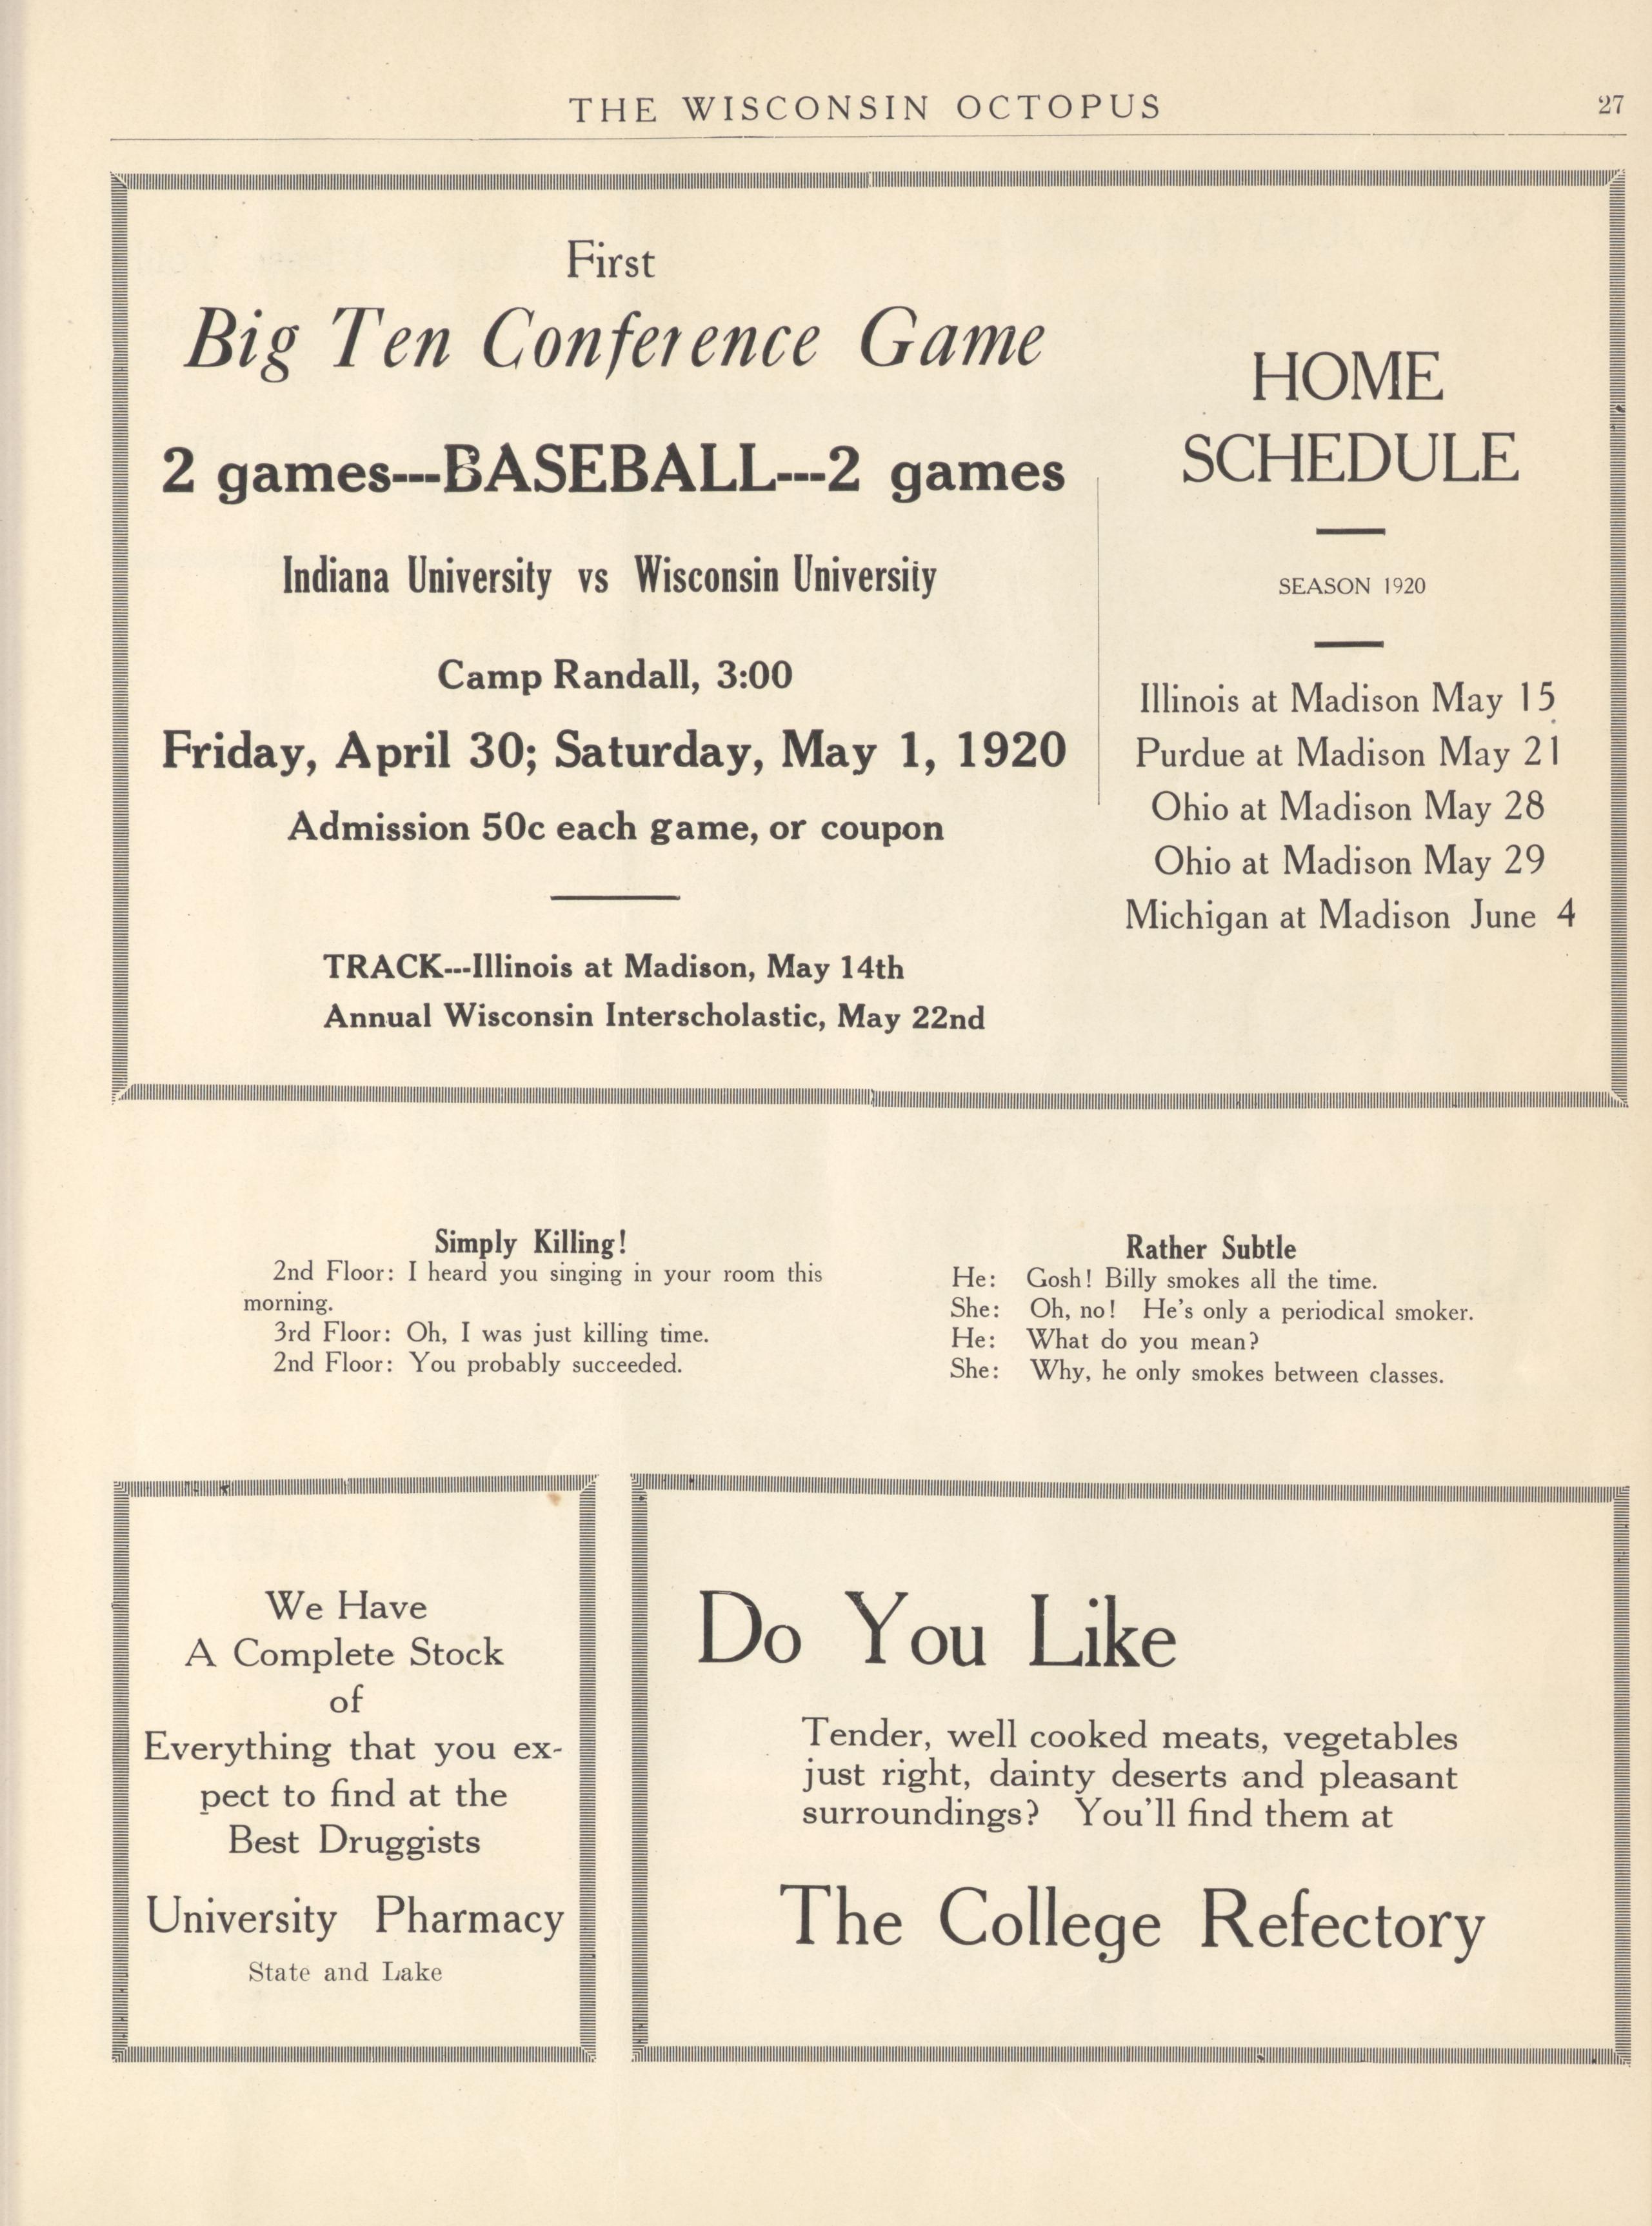 THE WISCONSIN OCTOPUS
27
First
Big Ten Conference Game
2 games---BASEBALL---2 games
Indiana University vs Wisconsin University
Camp Randall, 3:00
Friday, April 30; Saturday, May 1, 1920
Admission 50c each game, or coupon
TRACK---Illinois at Madison, May 14th
Annual Wisconsin Interscholastic, May 22nd
HOME
SCHEDULE
SEASON 1920
Illinois at Madison May 15
Purdue at Madison May 21
Ohio at Madison May 28
Ohio at Madison May 29
Michigan at Madison June 4
Simply Killing!
2nd Floor: I heard you singing in your room this
morning.
3rd Floor: Oh, I was just killing time.
2nd Floor: You probably succeeded.
Rather Subtle
He: Gosh! Billy smokes all the time.
She: Oh, no! He's only a periodical smoker.
He: What do you mean?
She: Why, he only smokes between classes.
We Have
A Complete Stock
of
Everything that you ex-
pect to find at the
Best Druggists
University Pharmacy
State and Lake
Do You Like
Tender, well cooked meats, vegetables
just right, dainty deserts and pleasant
surroundings? You'll find them at
The College Refectory